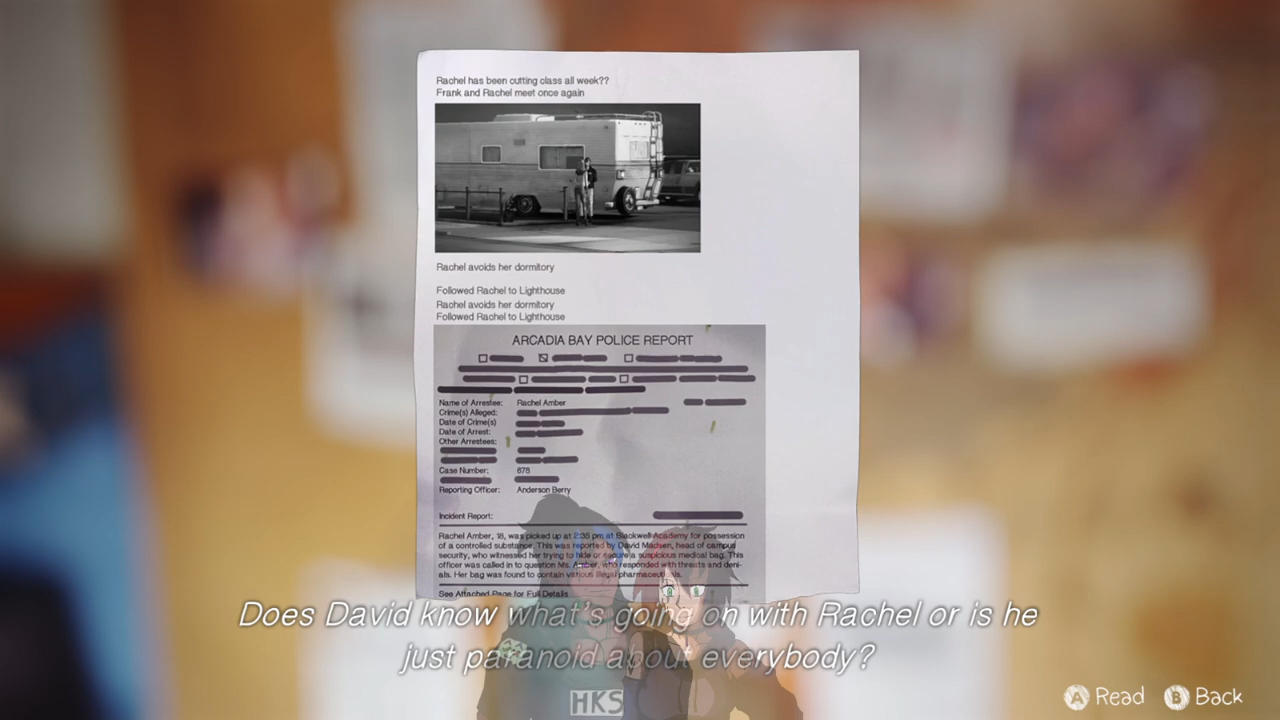 Rachel has been cutting class all week??
Frank and Rachel meet once again
Rachel avoids her dormitory
Followed Rachel to Lighthouse
Rachel avoids her dormitory
Followed Rachel to Lighthouse
ARCADIA BAY POLICE REPORT
Name of Arrestee: Rachel Amber
Crime(s) Alleged:
Date of Crime(s)
Date of Arrest:
Other Arrestees:
Case Number: 678
Reporting Officer: Anderson Berry
Incident Report:
Rachel Amber, 18, was picked up at 2:35 pm at Blackwell Academy for possession
of a controlled substance. This was reported by David Madsen, head of campus
security, who witnessed her trying to hide or secure a suspicious medical bag. This
officer was called in to question Ms. Amber, who responded with threats and deni-
als. Her bag was found to contain various illegal pharmaceuticals.
See Attached Page for Full Details
Does David know what's going on with Rachel or is he
just paranoid about everybody?
HKS
A Read B Back